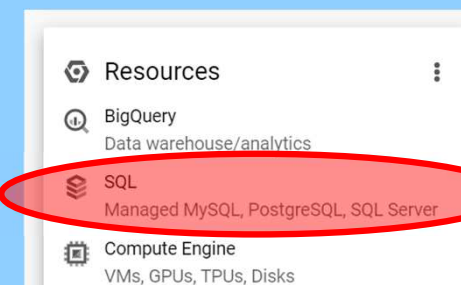 Resources
BigQuery
Data warehouse/analytics
SQL
Managed MySQL, PostgreSQL, SQL Server
Compute Engine
VMs, GPUs, TPUs, Disks